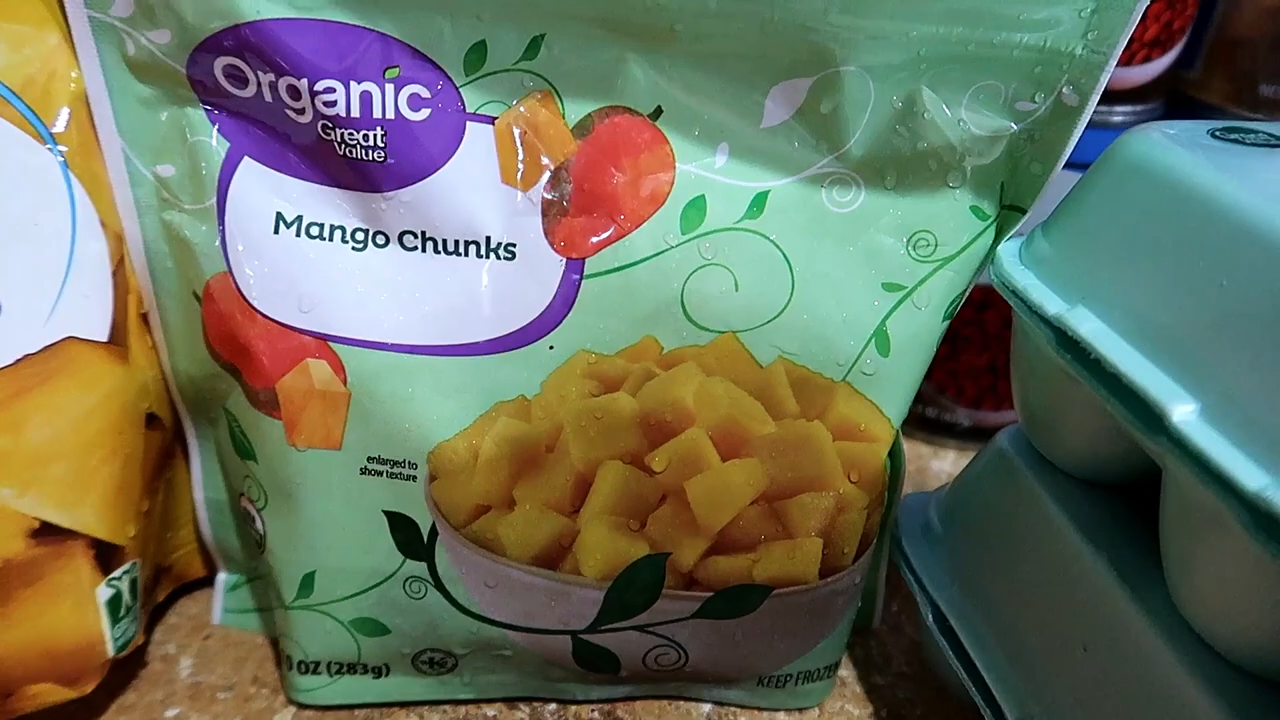 Organic
Great
Value
Mango Chunks
enlarged to
show texture
OZ (283g)
KEEP FROZEN